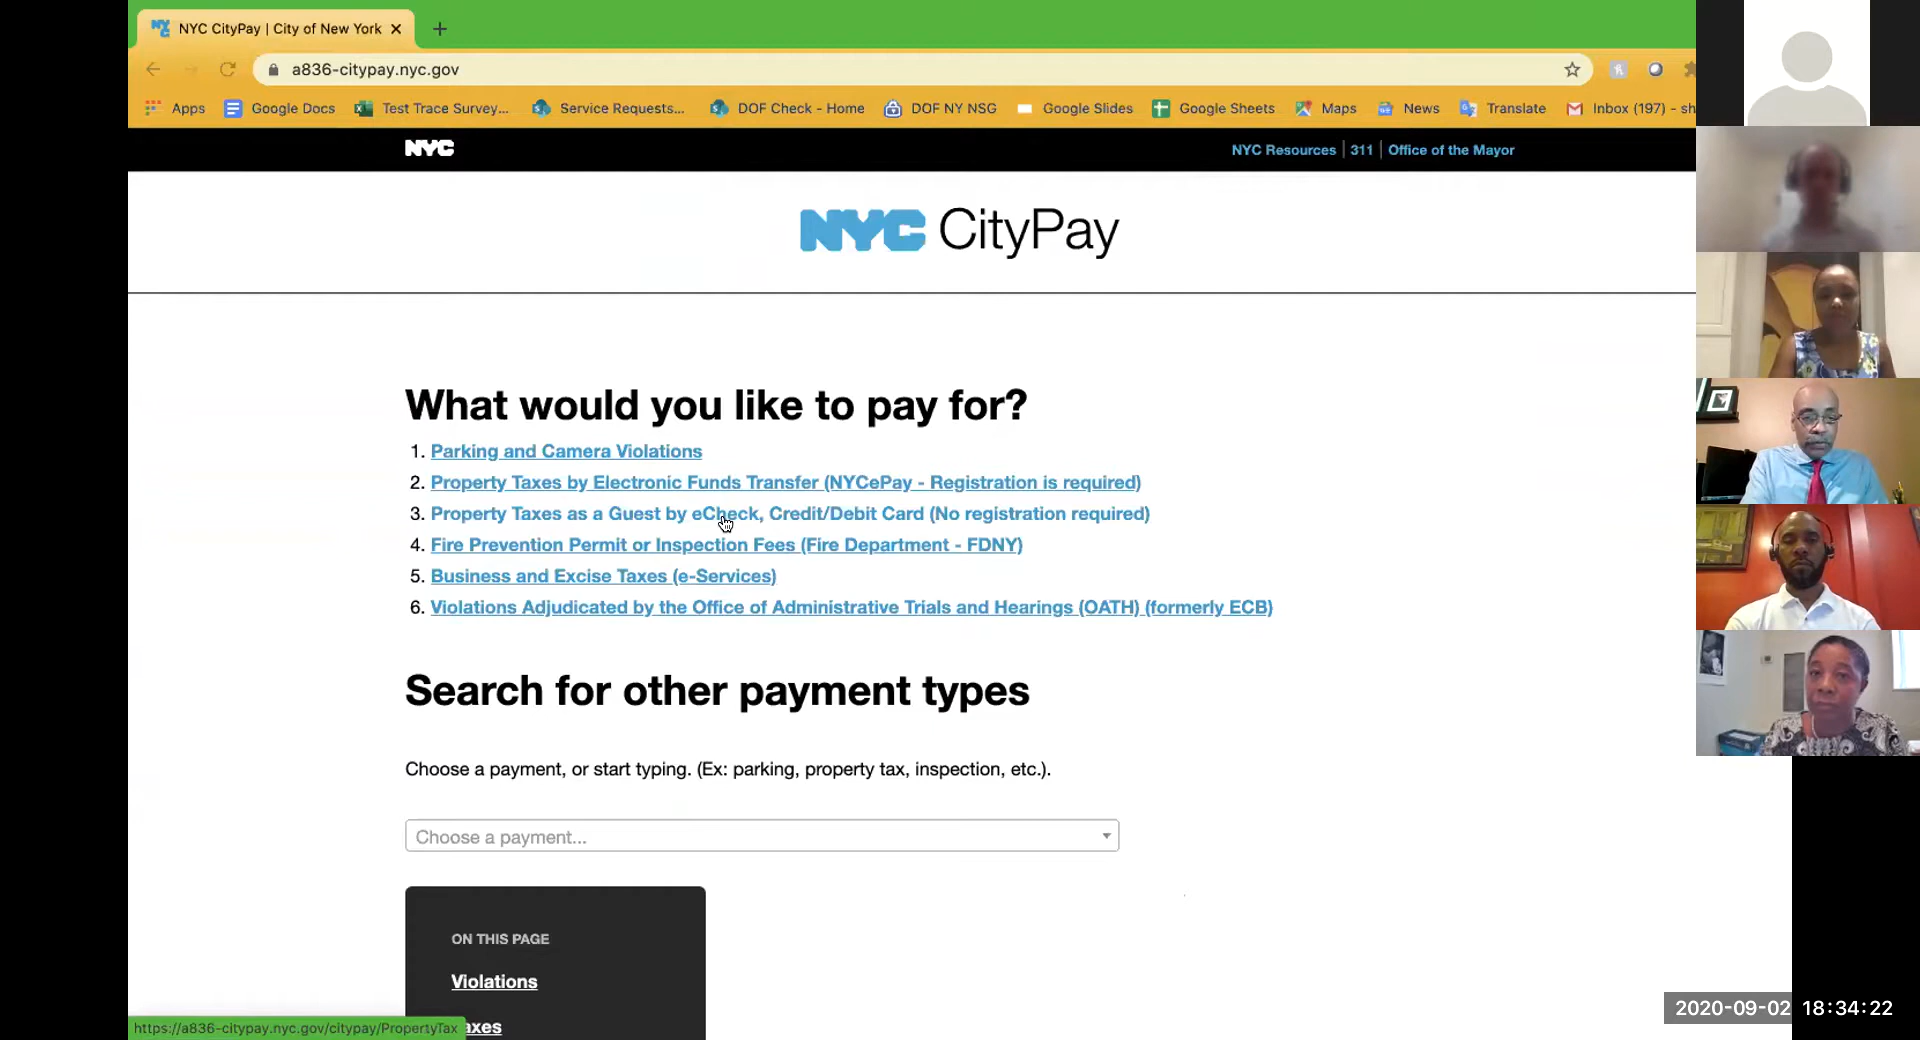 NYC CityPay | City of New York
a836-citypay.nyc.gov
Apps Google Docs Test Trace Survey... Service Requests... DOF Check - Home DOF NY NSG Google Slides Google Sheets Maps News Translate Inbox (197) - sh
NYC NYC Resources 311 Office of the Mayor
NYC CityPay
What would you like to pay for?
1. Parking and Camera Violations
2. Property Taxes by Electronic Funds Transfer (NYCePay - Registration is required)
3. Property Taxes as a Guest by eCheck, Credit/Debit Card (No registration required)
4. Fire Prevention Permit or Inspection Fees (Fire Department - FDNY)
5. Business and Excise Taxes (e-Services)
6. Violations Adjudicated by the Office of Administrative Trials and Hearings (OATH) (formerly ECB)
Search for other payment types
Choose a payment, or start typing. (Ex: parking, property tax, inspection, etc.).
Choose a payment...
ON THIS PAGE
Violations
axes
https://a836-citypay.nyc.gov/citypay/PropertyTax
2020-09-02 18:34:22